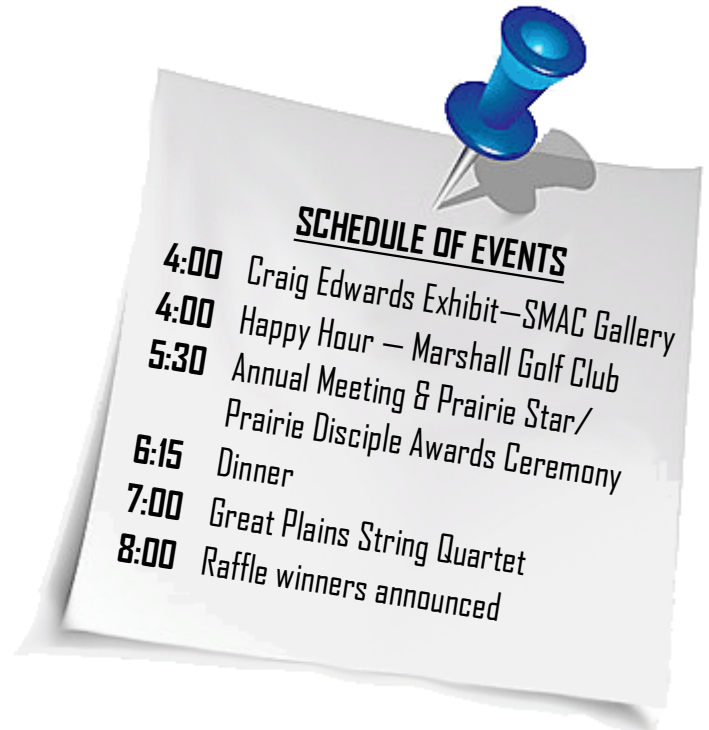 SCHEDULE OF EVENTS
4:00 Craig Edwards Exhibit—SMAC Gallery
4:00 Happy Hour — Marshall Golf Club
5:30 Annual Meeting & Prairie Star/
Prairie Disciple Awards Ceremony
6:15 Dinner
7:00 Great Plains String Quartet
8:00 Raffle winners announced